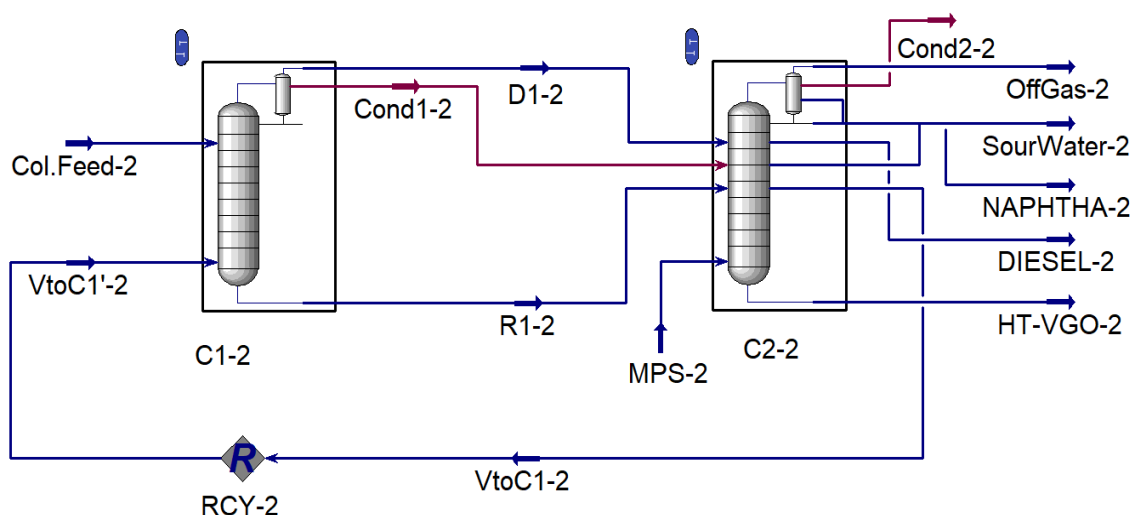 Cond2-2
D1-2
Cond1-2
OffGas-2
Col.Feed-2
SourWater-2
NAPHTHA-2
VtoC1'-2
DIESEL-2
R1-2
HT-VGO-2
C1-2
C2-2
MPS-2
R
VtoC1-2
RCY-2